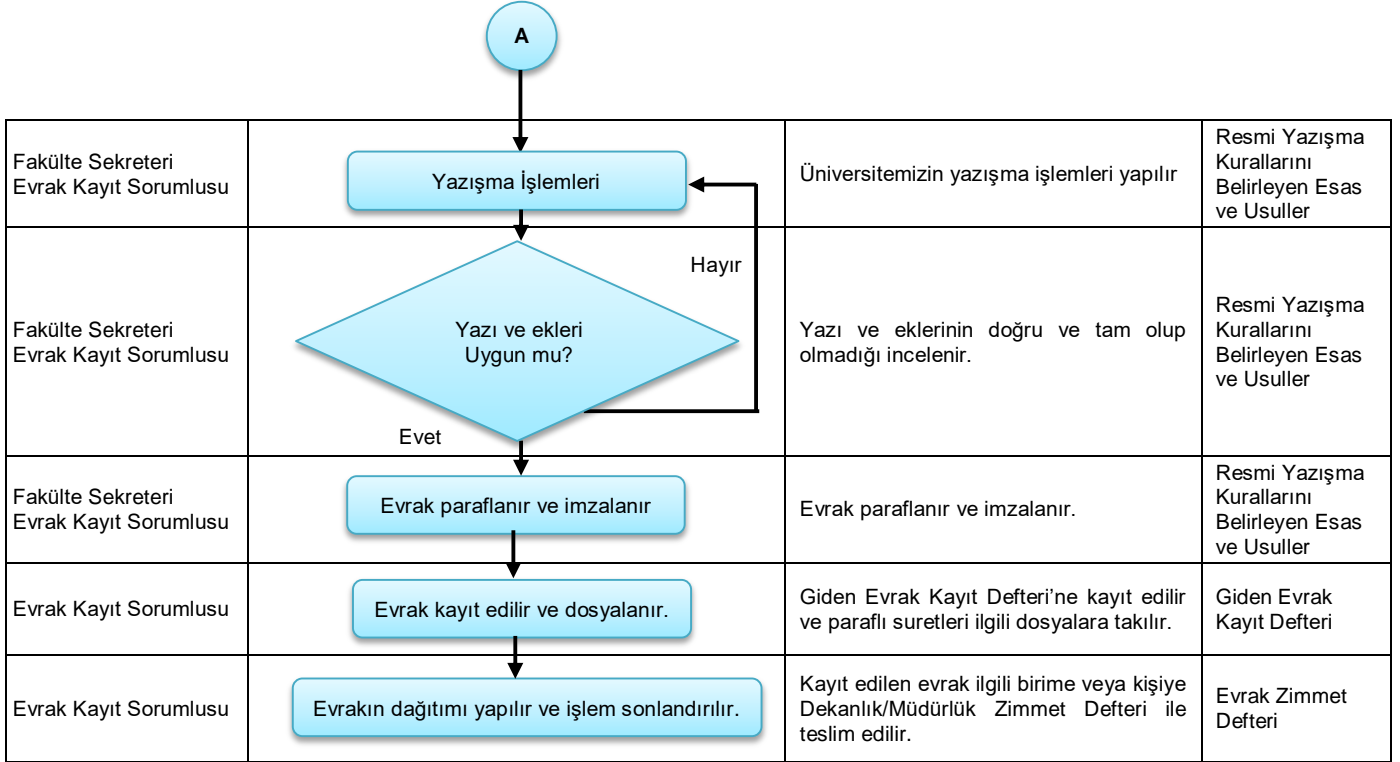 A
Fakülte Sekreteri
Evrak Kayıt Sorumlusu
Yazışma İşlemleri
Üniversitemizin yazışma işlemleri yapılır
Resmi Yazışma
Kurallarını
Belirleyen Esas
ve Usuller
Fakülte Sekreteri
Evrak Kayıt Sorumlusu
Hayır
Yazı ve ekleri
Uygun mu?
Evet
Yazı ve eklerinin doğru ve tam olup
olmadığı incelenir.
Resmi Yazışma
Kurallarını
Belirleyen Esas
ve Usuller
Fakülte Sekreteri
Evrak Kayıt Sorumlusu
Evrak paraflanır ve imzalanır
Evrak paraflanır ve imzalanır.
Resmi Yazışma
Kurallarını
Belirleyen Esas
ve Usuller
Evrak Kayıt Sorumlusu
Evrak kayıt edilir ve dosyalanır.
Giden Evrak Kayıt Defteri’ne kayıt edilir
ve paraflı suretleri ilgili dosyalara takılır.
Giden Evrak
Kayıt Defteri
Evrak Kayıt Sorumlusu
Evrakın dağıtımı yapılır ve işlem sonlandırılır.
Kayıt edilen evrak ilgili birime veya kişiye
Dekanlık/Müdürlük Zimmet Defteri ile
teslim edilir.
Evrak Zimmet
Defteri